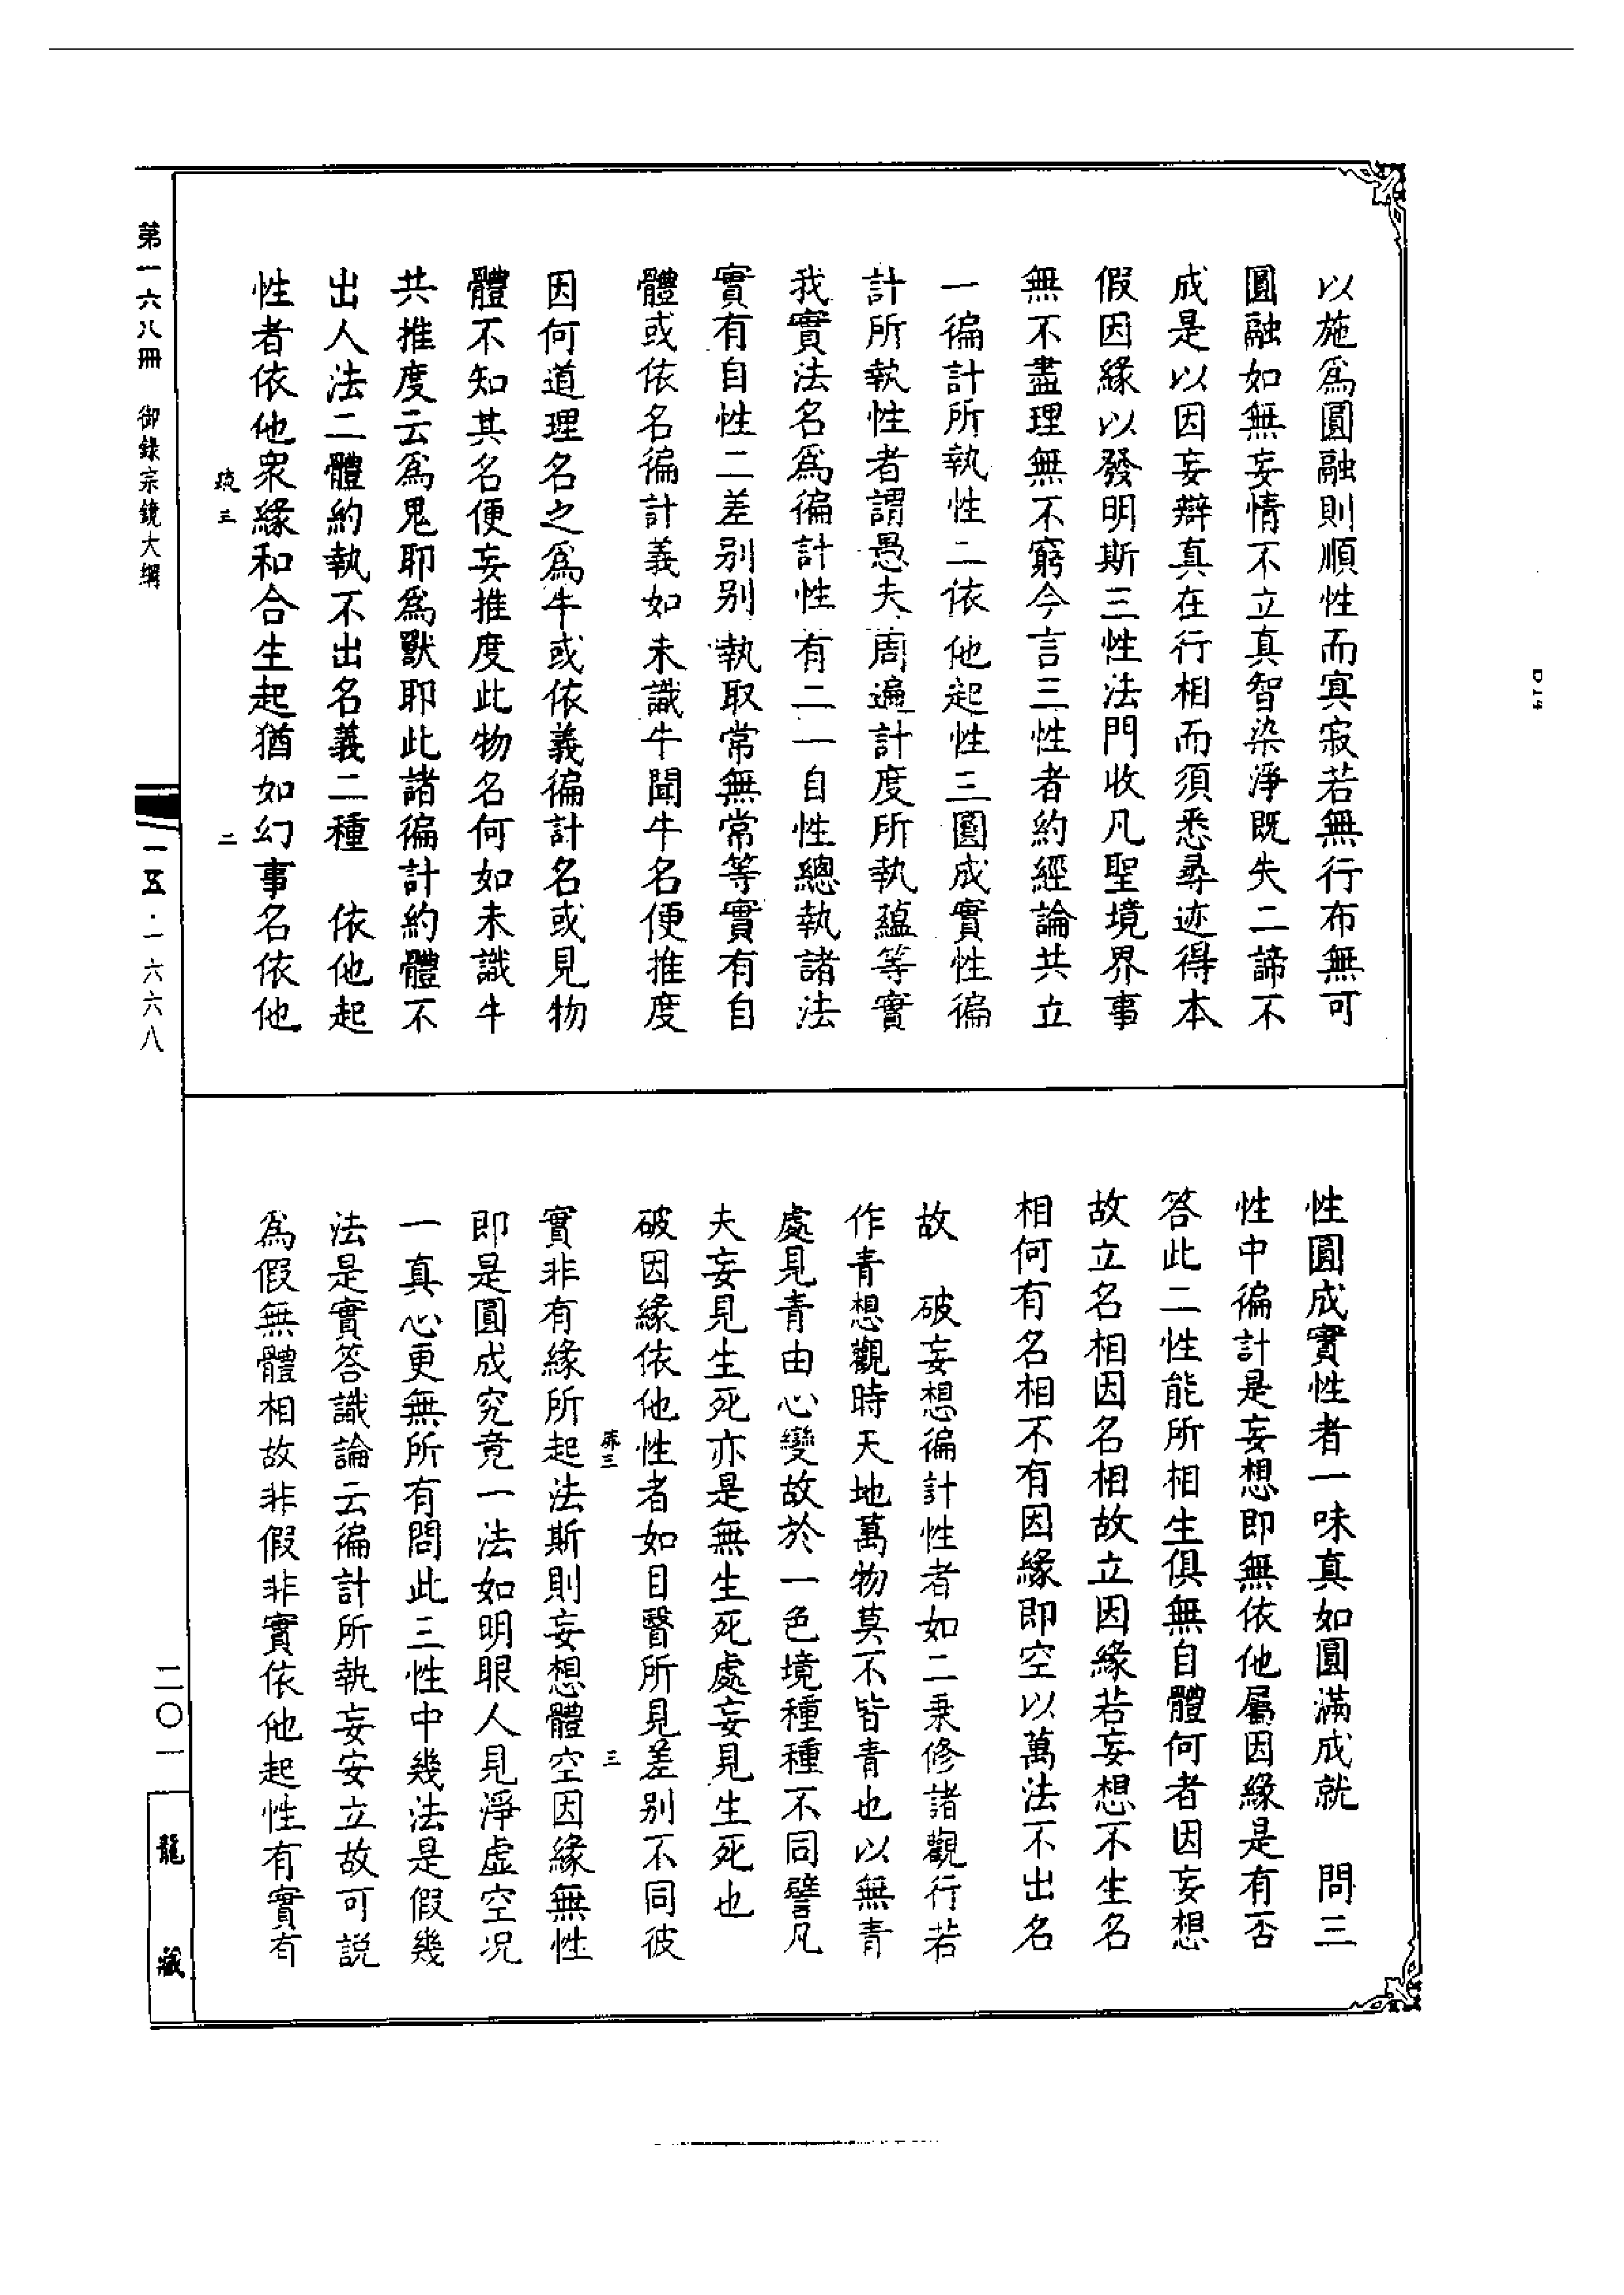 以施爲圓融則順性而寘寂若無行布無可
圓融如無妄情不立真智染淨既失二諦不
成是以因妄辯真在行相而須悉尋迹得本
假因緣以發明斯三性法門收凡聖境界事
無不盡理無不窮今言三性者約經論共立
一徧計所執性二依他起性三圓成實性徧
計所執性者謂愚夫周遍計度所執蘊等實
我實法名爲徧計性有二一自性總執諸法
實有自性二差别别執取常無常等實有自
體或依名徧計義如未識牛聞牛名便推度
因何道理名之爲牛或依義徧計名或見物
體不知其名便妄推度此物名何如未識牛
共推度云爲鬼耶爲獸耶此諸徧計約體不
出人法二體約執不出名義二種　依他起
性者依他衆緣和合生起猶如幻事名依他
三
二
性圓成實性者一味真如圓滿成就　問三
性中徧計是妄想即無依他屬因緣是有否
答此二性能所相生俱無自體何者因妄想
故立名相因名相故立因緣若妄想不生名
相何有名相不有因緣即空以萬法不出名
故　破妄想徧計性者如二乗修諸觀行若
作青想觀時天地萬物莫不皆青也以無青
處見青由心變故於一色境種種不同譬凡
夫妄見生死亦是無生死處妄見生死也
破因緣依他性者如目瞖所見差别不同彼
三
三
實非有緣所起法斯則妄想體空因緣無性
即是圓成究竟一法如明眼人見淨虛空况
一真心更無所有問此三性中幾法是假幾
法是實答識論云徧計所執妄安立故可説
爲假無體相故非假非實依他起性有實有
第一六八冊　御錄宗鏡大綱
一五·一六六八
二〇一
龍藏